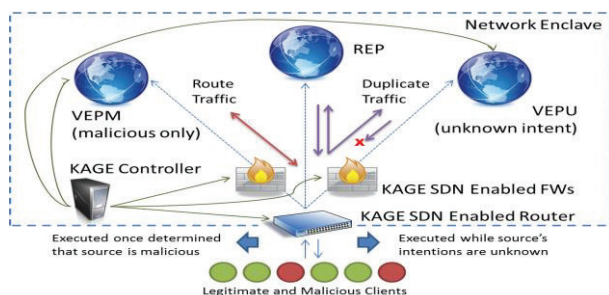 Network Enclave
REP
Route
Traffic
Duplicate
Traffic
VEPM
(malicious only)
VEPU
(unknown intent)
x
KAGE Controller
KAGE SDN Enabled FWs
KAGE SDN Enabled Router
Executed once determined
that source is malicious
Executed while source's
intentions are unknown
Legitimate and Malicious Clients